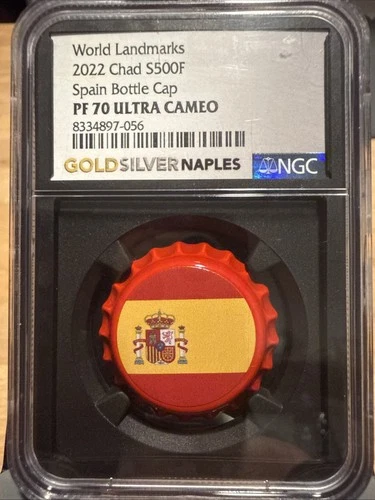 World Landmarks
2022 Chad S500F
Spain Bottle Cap
PF 70 ULTRA CAMEO
8334897-056
GOLDSILVERNAPLES
NGC